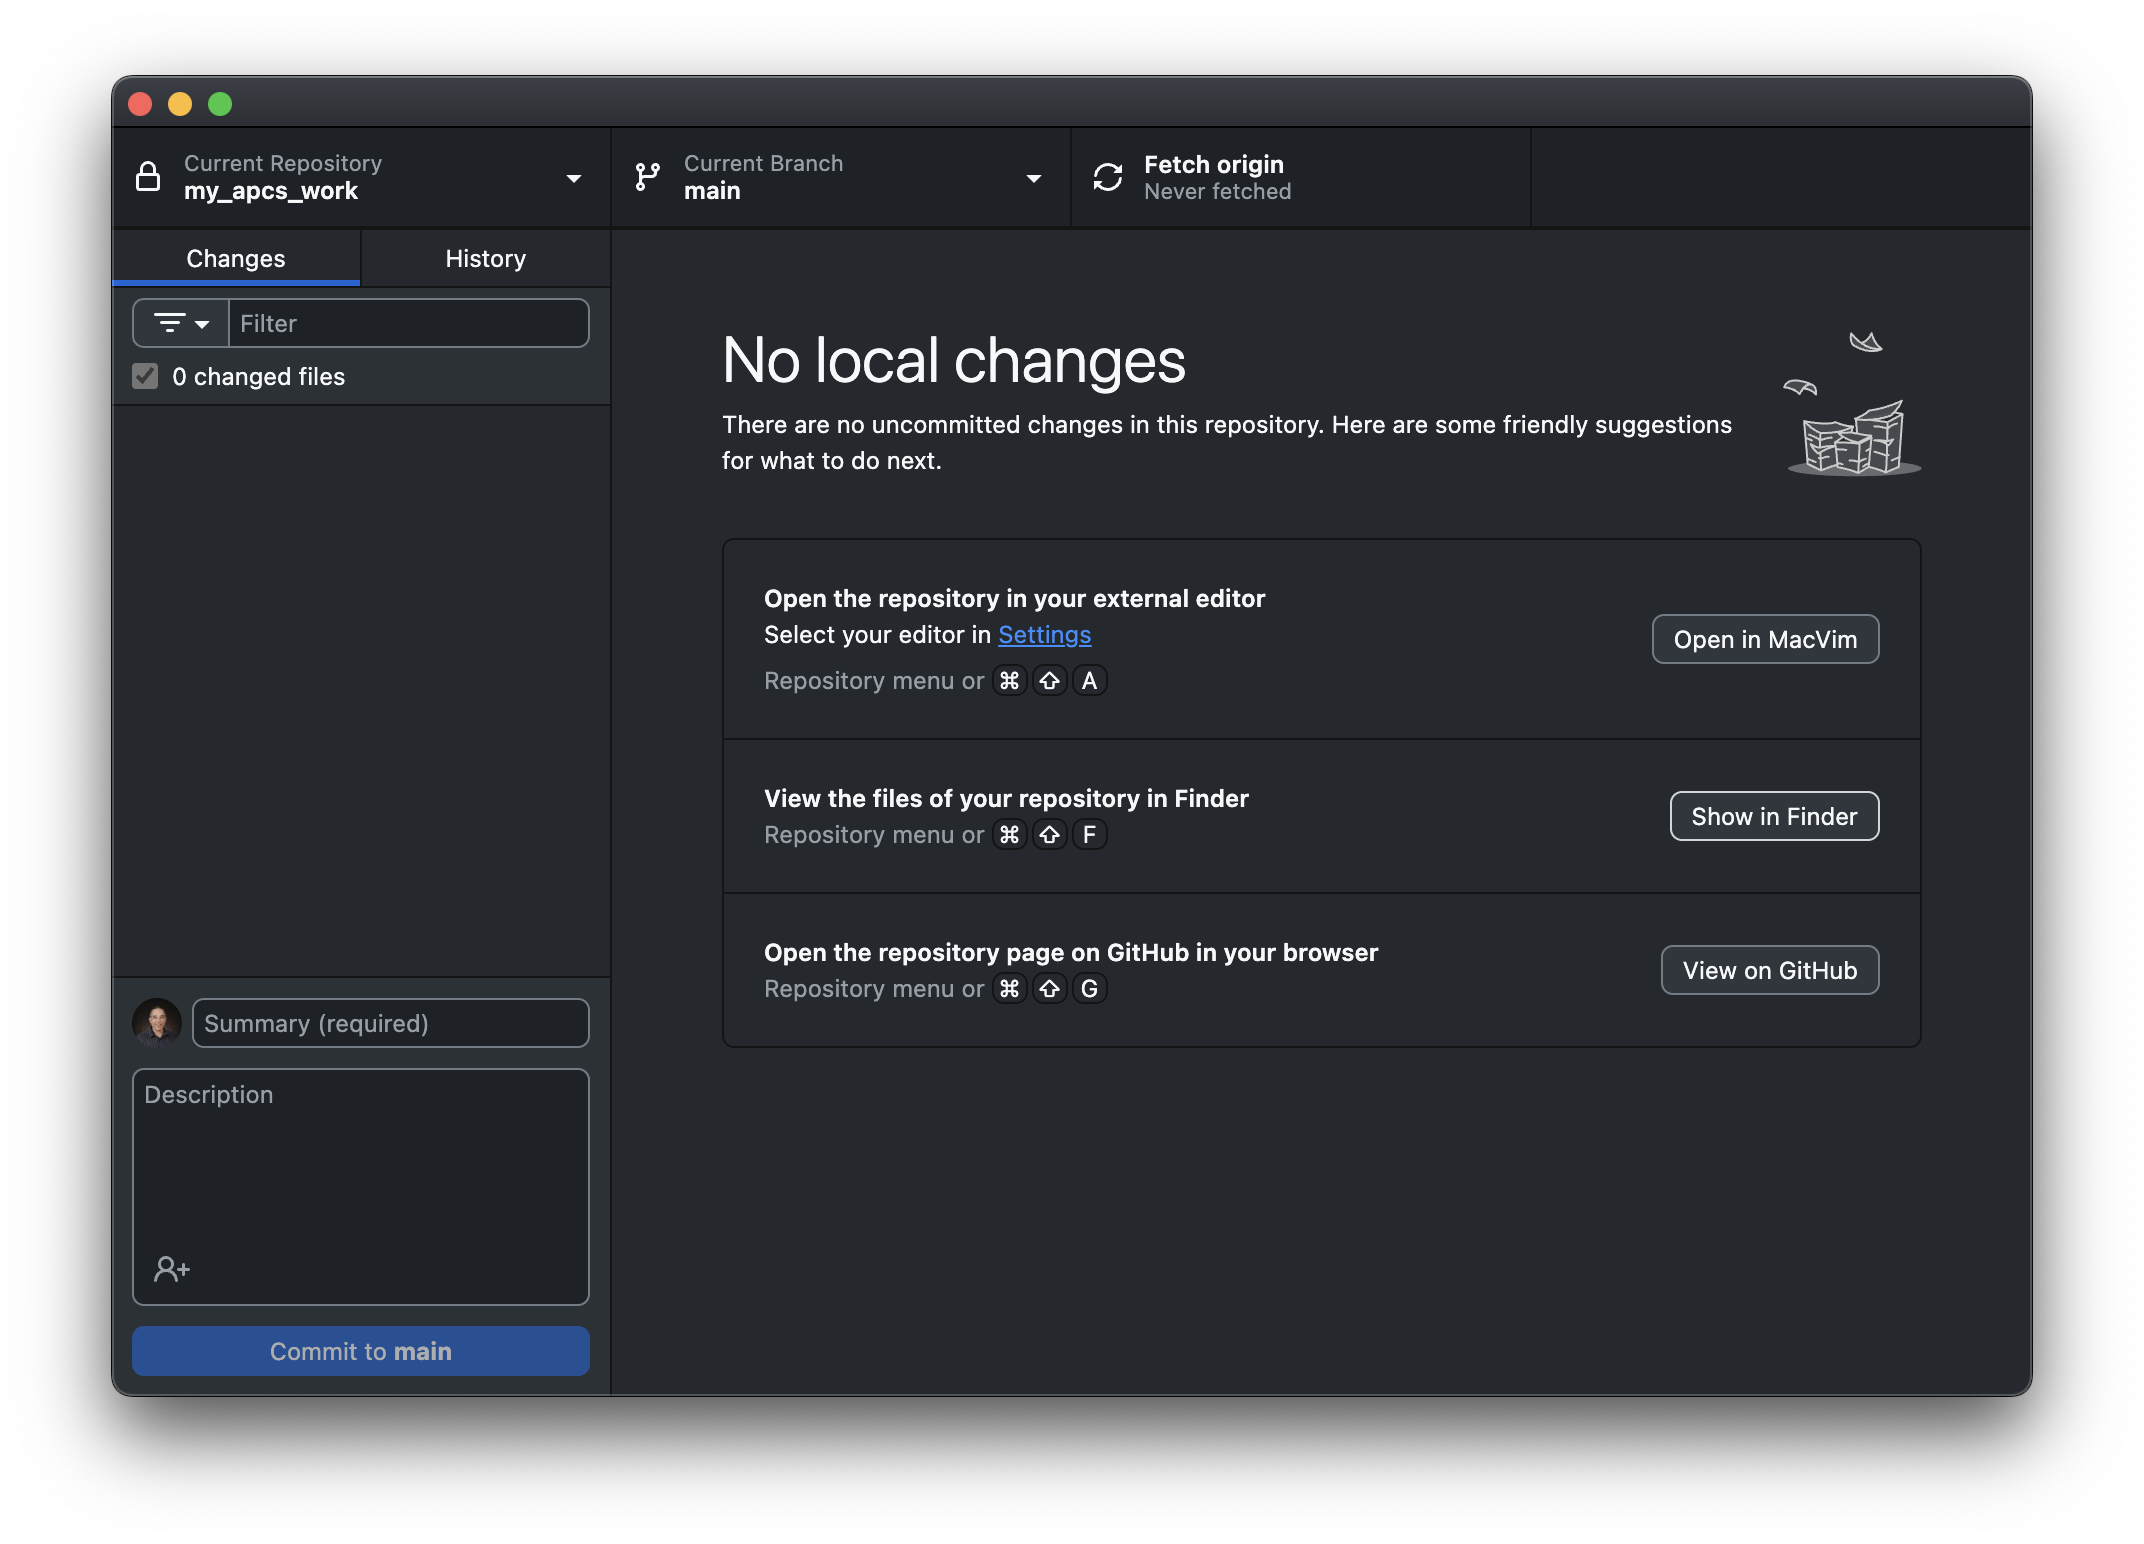 Current Repository
my_apcs_work
Current Branch
main
Fetch origin
Never fetched
Changes
History
Filter
0 changed files
No local changes
There are no uncommitted changes in this repository. Here are some friendly suggestions
for what to do next.
Open the repository in your external editor
Select your editor in Settings
Repository menu or ⌘ ⇧ A
Open in MacVim
View the files of your repository in Finder
Repository menu or ⌘ ⇧ F
Show in Finder
Open the repository page on GitHub in your browser
Repository menu or ⌘ ⇧ G
View on GitHub
Summary (required)
Description
Commit to main